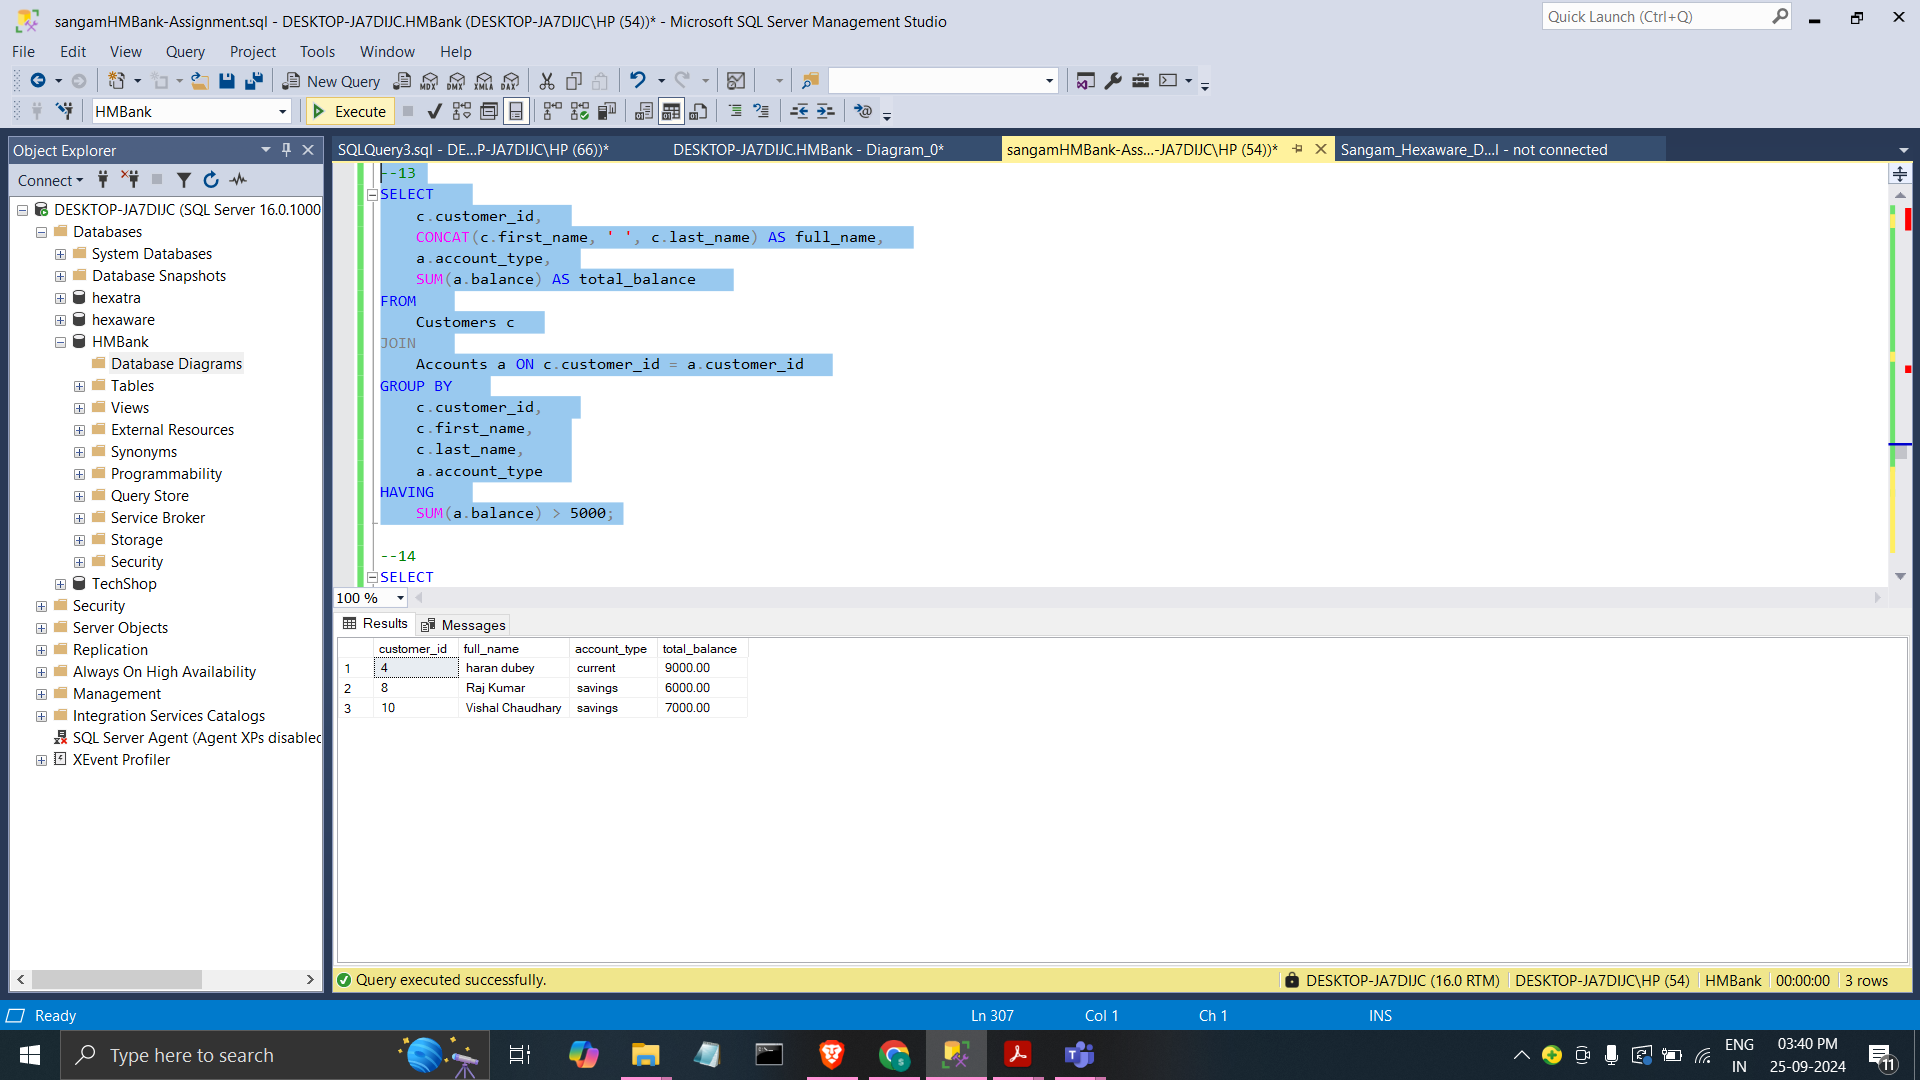 sangamHMBank-Assignment.sql - DESKTOP-JA7DIJC.HMBank (DESKTOP-JA7DIJC\HP (54))* - Microsoft SQL Server Management Studio
Quick Launch (Ctrl+Q)
File Edit View Query Project Tools Window Help
New Query
MDX DMX XMLA DAX
HMBank
Execute
Object Explorer
SQLQuery3.sql - DE...P-JA7DIJC\HP (66))*
DESKTOP-JA7DIJC.HMBank - Diagram_0*
sangamHMBank-Ass...-JA7DIJC\HP (54))*
Sangam_Hexaware_D...l - not connected
Connect
DESKTOP-JA7DIJC (SQL Server 16.0.1000
Databases
System Databases
Database Snapshots
hexatra
hexaware
HMBank
Database Diagrams
Tables
Views
External Resources
Synonyms
Programmability
Query Store
Service Broker
Storage
Security
TechShop
Security
Server Objects
Replication
Always On High Availability
Management
Integration Services Catalogs
SQL Server Agent (Agent XPs disabled
XEvent Profiler
--13
SELECT
c.customer_id,
CONCAT(c.first_name, ' ', c.last_name) AS full_name,
a.account_type,
SUM(a.balance) AS total_balance
FROM
Customers c
JOIN
Accounts a ON c.customer_id = a.customer_id
GROUP BY
c.customer_id,
c.first_name,
c.last_name,
a.account_type
HAVING
SUM(a.balance) > 5000;
--14
SELECT
100 %
Results Messages
customer_id full_name account_type total_balance
1 4 haran dubey current 9000.00
2 8 Raj Kumar savings 6000.00
3 10 Vishal Chaudhary savings 7000.00
Query executed successfully.
DESKTOP-JA7DIJC (16.0 RTM) DESKTOP-JA7DIJC\HP (54) HMBank 00:00:00 3 rows
Ready Ln 307 Col 1 Ch 1 INS
Type here to search
ENG
IN
03:40 PM
25-09-2024
11